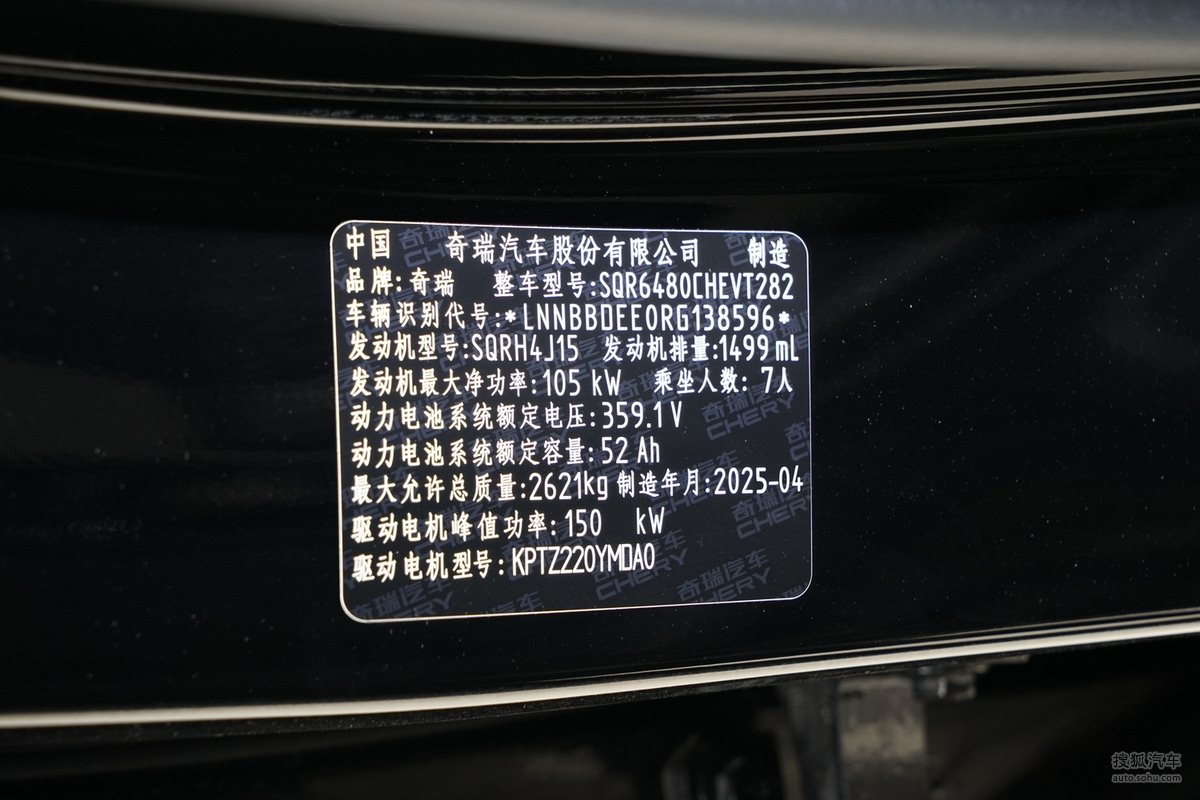 中国 奇瑞汽车股份有限公司 制造
品牌:奇瑞 整车型号:SQR6480CHEVT282
车辆识别代号:*LNNBBDEE0RG138596*
发动机型号:SQRH4J15 发动机排量:1499 mL
发动机最大净功率:105 kW 乘坐人数: 7人
动力电池系统额定电压:359.1 V
动力电池系统额定容量:52 Ah
最大允许总质量:2621kg 制造年月:2025-04
驱动电机峰值功率:150 kW
驱动电机型号:KPTZ220YMDA0
搜狐汽车
auto.sohu.com